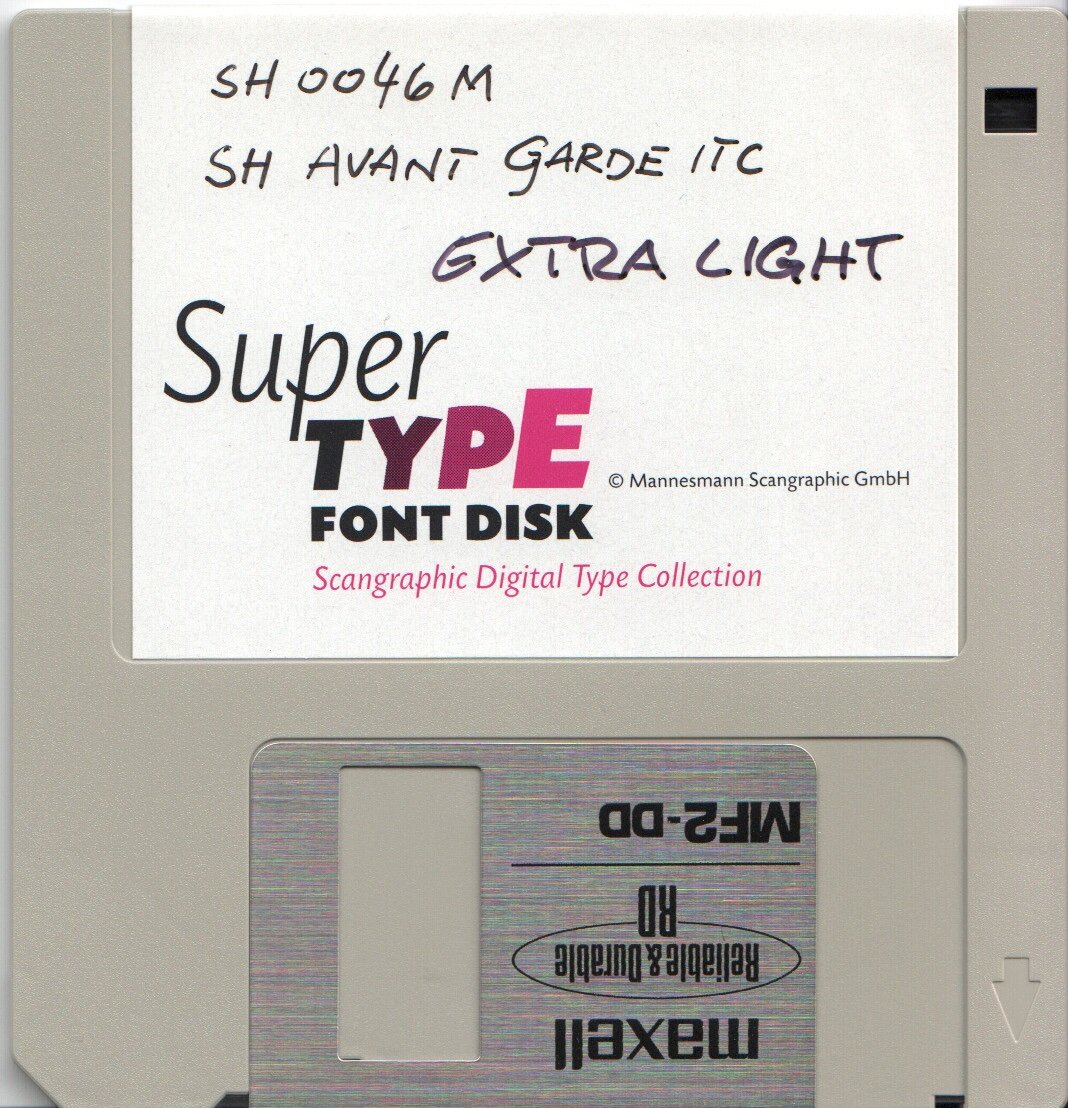 SH 0046 M
SH AVANT GARDE ITC
EXTRA LIGHT
Super
TYPE
© Mannesmann Scangraphic GmbH
FONT DISK
Scangraphic Digital Type Collection
maxell
Reliable & Durable
RD
MF2-DD